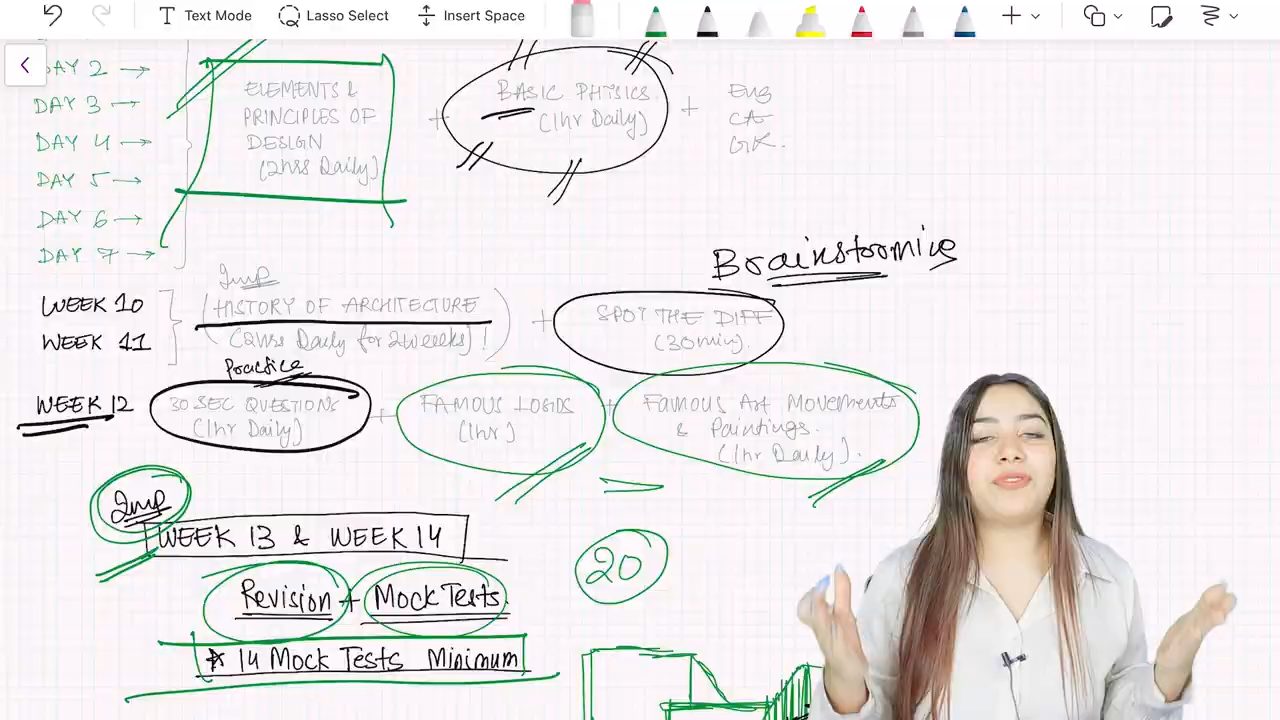 Text Mode Lasso Select Insert Space
DAY 2 →
DAY 3 →
DAY 4 →
DAY 5 →
DAY 6 →
DAY 7 →
ELEMENTS &
PRINCIPLES OF
DESIGN
(2hrs Daily)
+ BASIC PHYSICS
(1hr Daily)
+ Eng
CA
GK.
Brainstorming
WEEK 10
WEEK 11
Imp
(HISTORY OF ARCHITECTURE
(2hrs Daily for 2 weeks)!)
+ SPOT THE DIFF
(30min).
Practice
WEEK 12
30 SEC QUESTIONS
(1hr Daily)
+ FAMOUS LOGOS
(1hr)
+ Famous Art Movements
& Paintings.
(1hr Daily).
Imp
WEEK 13 & WEEK 14
Revision + Mock Tests.
* 14 Mock Tests Minimum
20